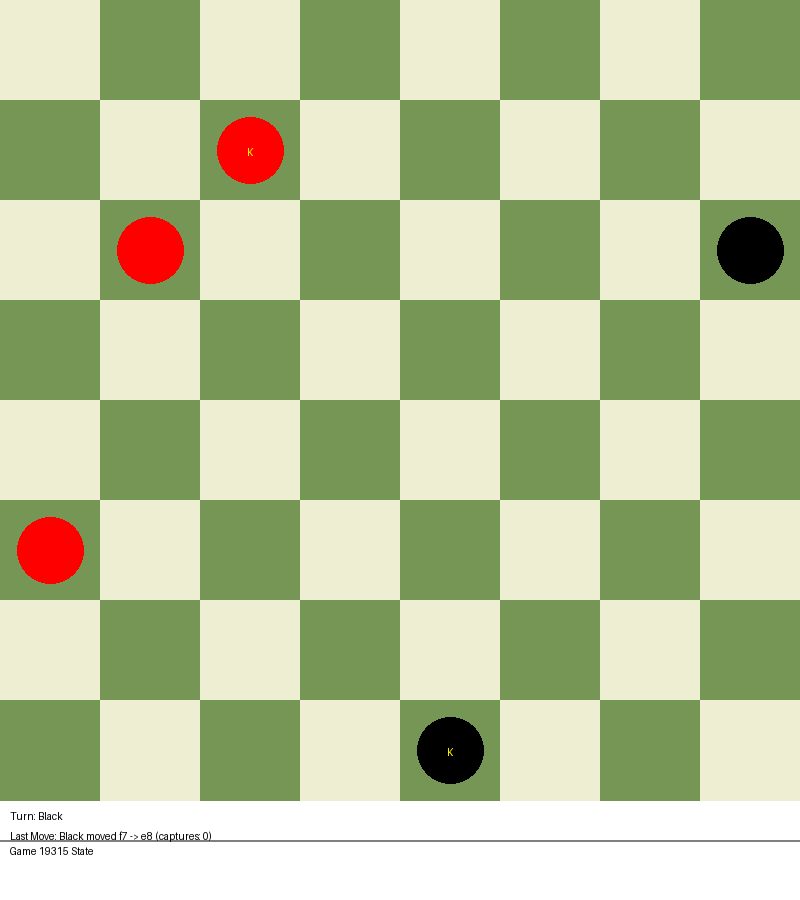 K
K
Turn: Black
Last Move: Black moved f7 -> e8 (captures: 0)
Game 19315 State